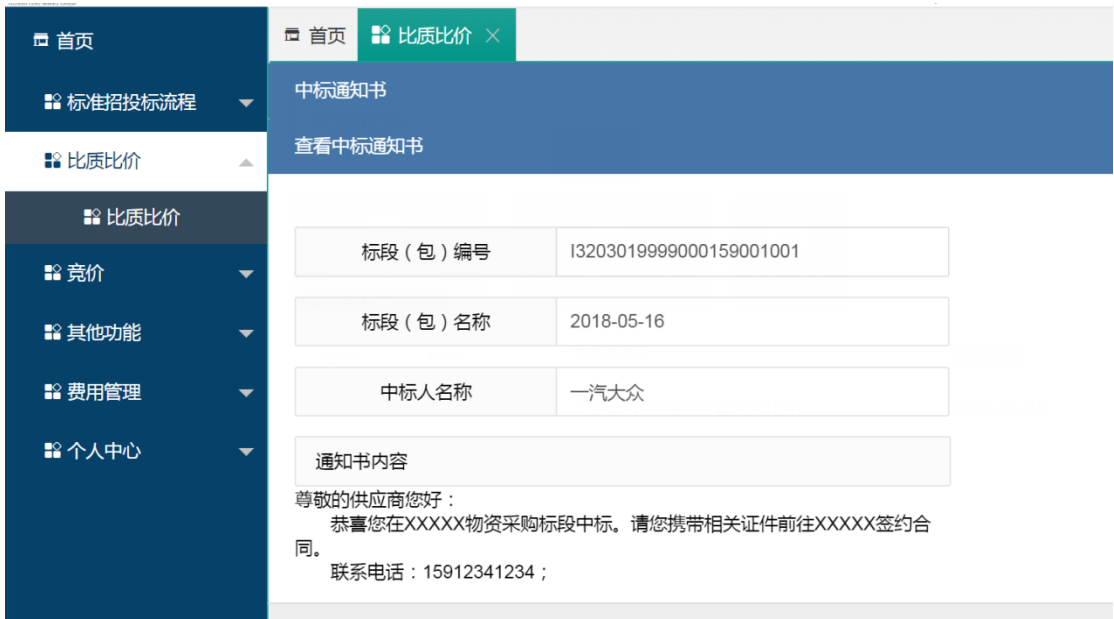 首页
标准招投标流程
比质比价
比质比价
竞价
其他功能
费用管理
个人中心
首页 比质比价
中标通知书
查看中标通知书
标段（包）编号 I3203019999000159001001
标段（包）名称 2018-05-16
中标人名称 一汽大众
通知书内容
尊敬的供应商您好：
恭喜您在XXXXX物资采购标段中标。请您携带相关证件前往XXXXX签约合
同。
联系电话：15912341234；